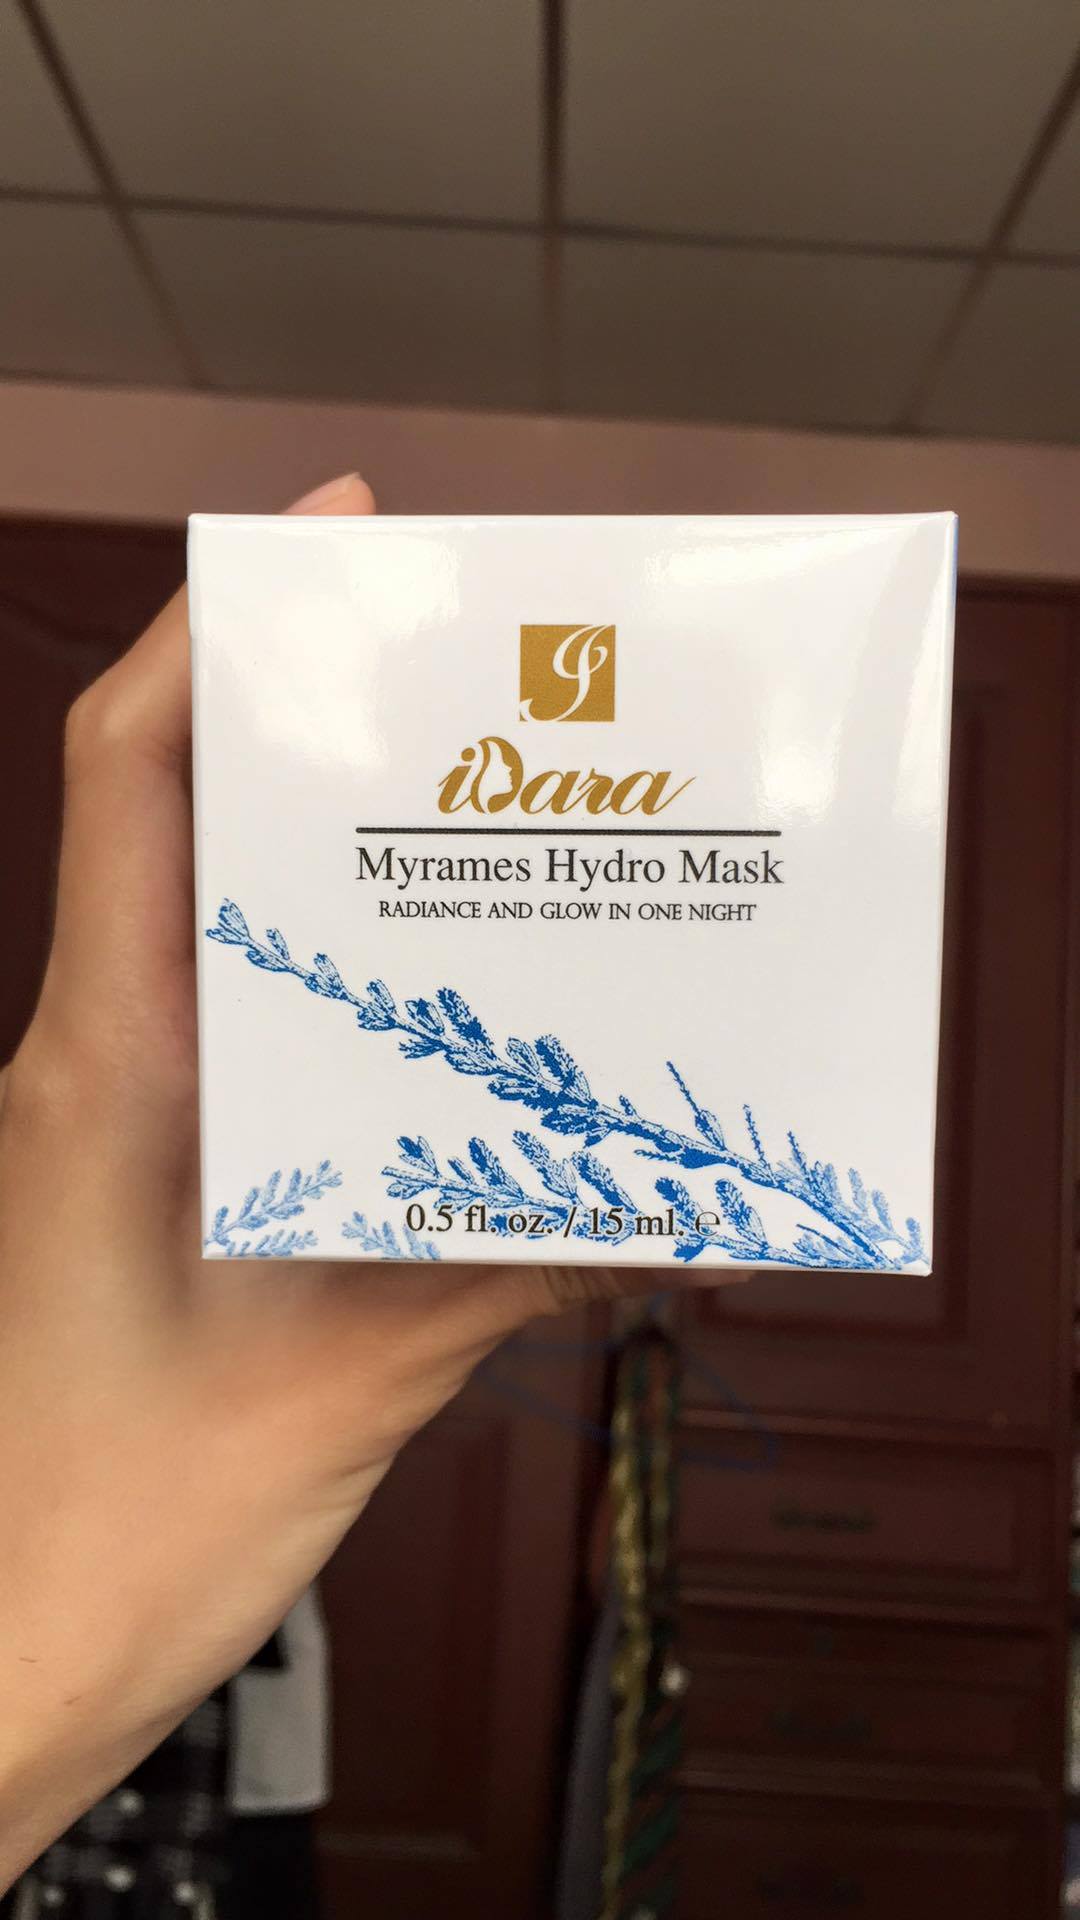 iDara
Myrames Hydro Mask
RADIANCE AND GLOW IN ONE NIGHT
0.5 fl. oz. / 15 ml. ℮